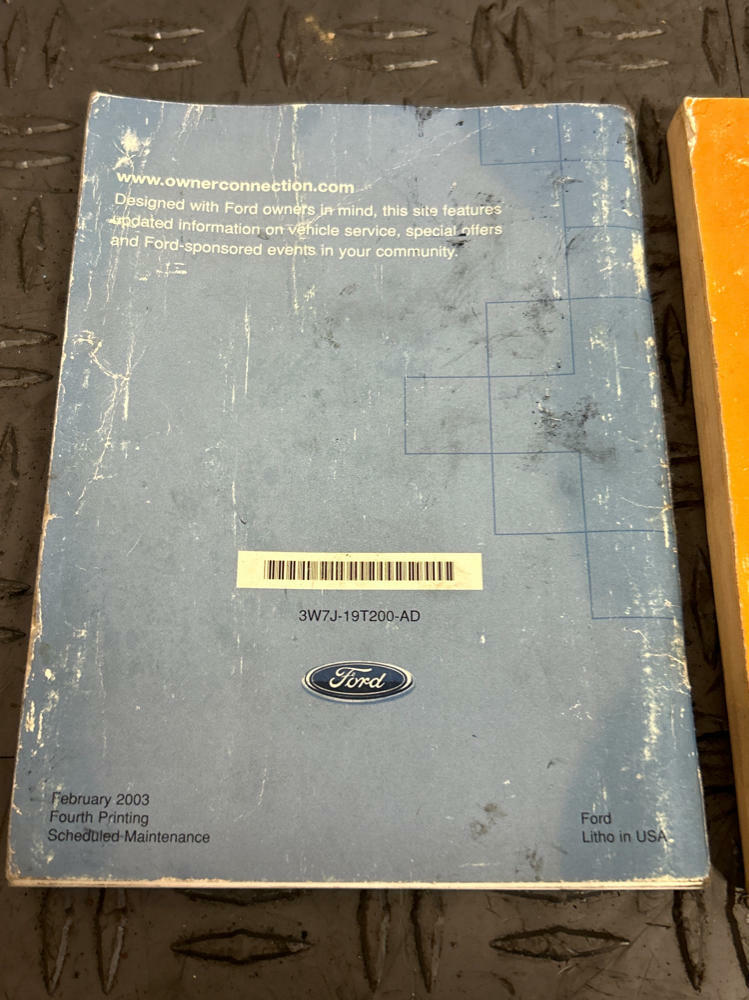 www.ownerconnection.com
Designed with Ford owners in mind, this site features
updated information on vehicle service, special offers
and Ford-sponsored events in your community.
3W7J-19T200-AD
Ford
February 2003
Fourth Printing
Scheduled Maintenance
Ford
Litho in USA